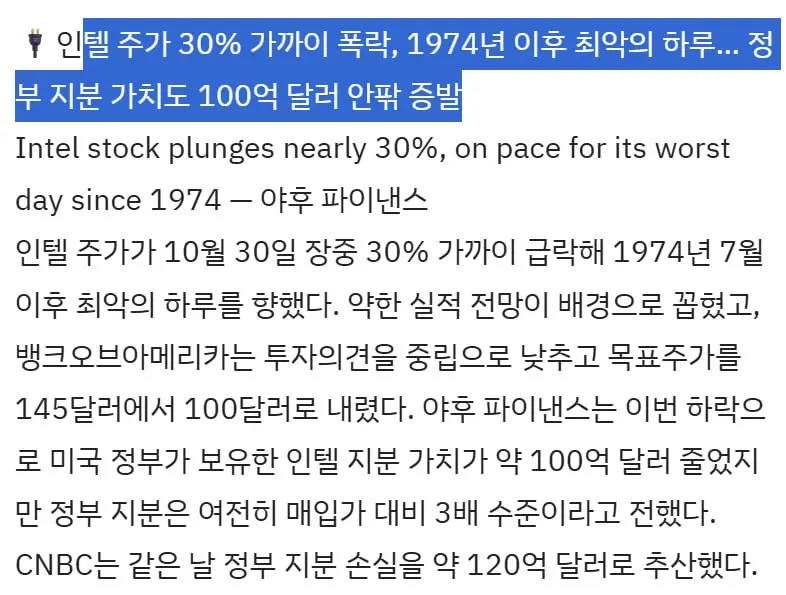 인텔 주가 30% 가까이 폭락, 1974년 이후 최악의 하루… 정
부 지분 가치도 100억 달러 안팎 증발
Intel stock plunges nearly 30%, on pace for its worst
day since 1974 — 야후 파이낸스
인텔 주가가 10월 30일 장중 30% 가까이 급락해 1974년 7월
이후 최악의 하루를 향했다. 약한 실적 전망이 배경으로 꼽혔고,
뱅크오브아메리카는 투자의견을 중립으로 낮추고 목표주가를
145달러에서 100달러로 내렸다. 야후 파이낸스는 이번 하락으
로 미국 정부가 보유한 인텔 지분 가치가 약 100억 달러 줄었지
만 정부 지분은 여전히 매입가 대비 3배 수준이라고 전했다.
CNBC는 같은 날 정부 지분 손실을 약 120억 달러로 추산했다.